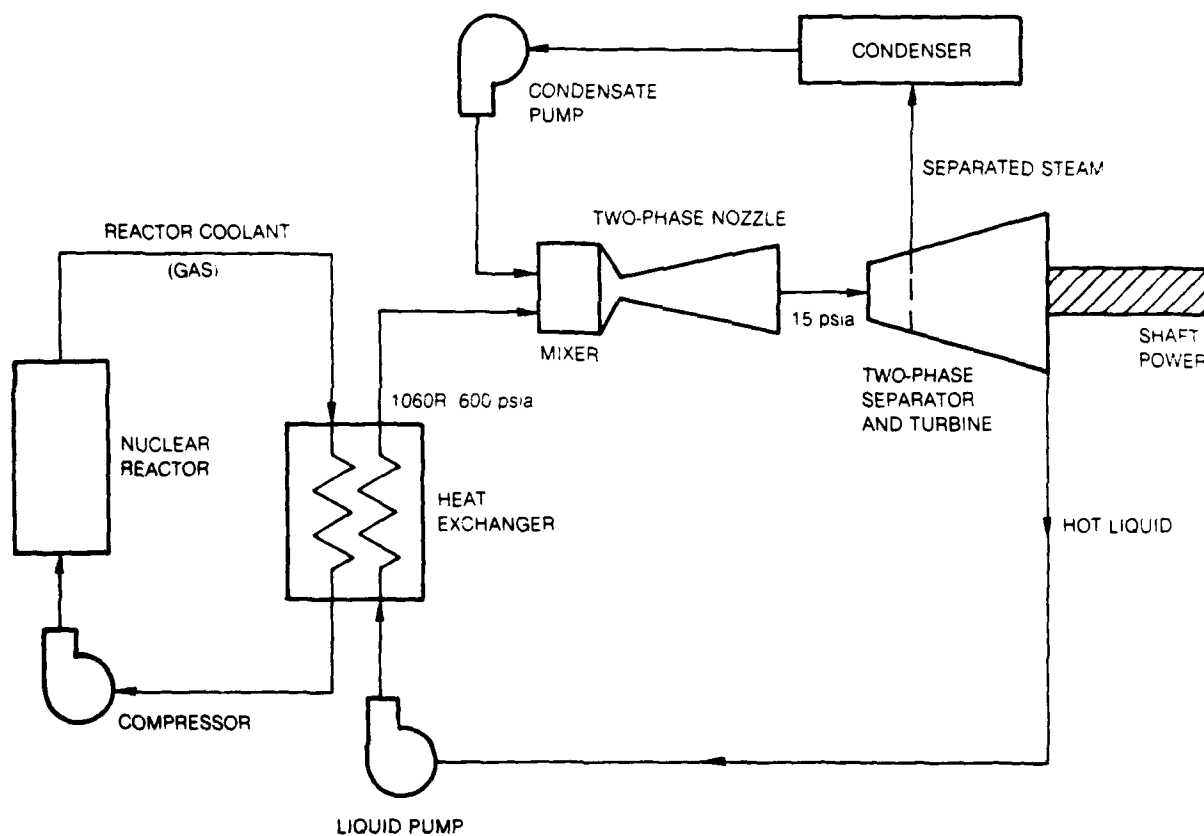 CONDENSER
CONDENSATE
PUMP
SEPARATED STEAM
TWO-PHASE NOZZLE
REACTOR COOLANT
(GAS)
15 psia
MIXER
SHAFT
POWER
1060R 600 psia
TWO-PHASE
SEPARATOR
AND TURBINE
NUCLEAR
REACTOR
HEAT
EXCHANGER
HOT LIQUID
COMPRESSOR
LIQUID PUMP